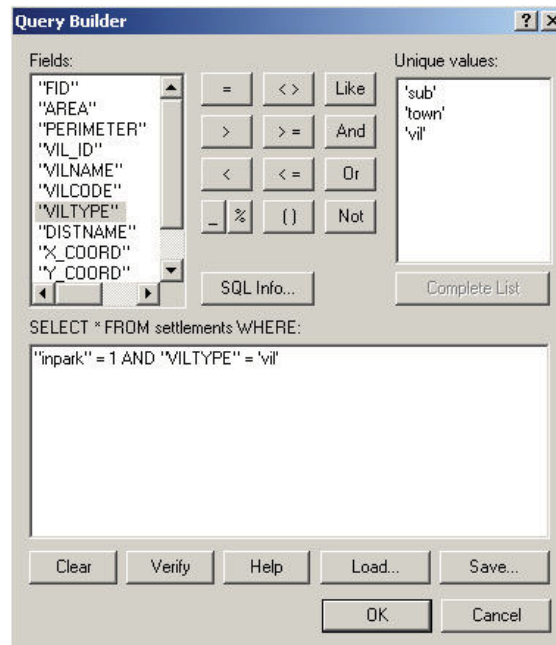 Query Builder
? X
Fields:
"FID"
"AREA"
"PERIMETER"
"VIL_ID"
"VILNAME"
"VILCODE"
"VILTYPE"
"DISTNAME"
"X_COORD"
"Y_COORD"
= < > Like
> > = And
< < = Or
_ % () Not
SQL Info...
Unique values:
'sub'
'town'
'vil'
Complete List
SELECT * FROM settlements WHERE:
"inpark" = 1 AND "VILTYPE" = 'vil'
Clear Verify Help Load... Save...
OK Cancel